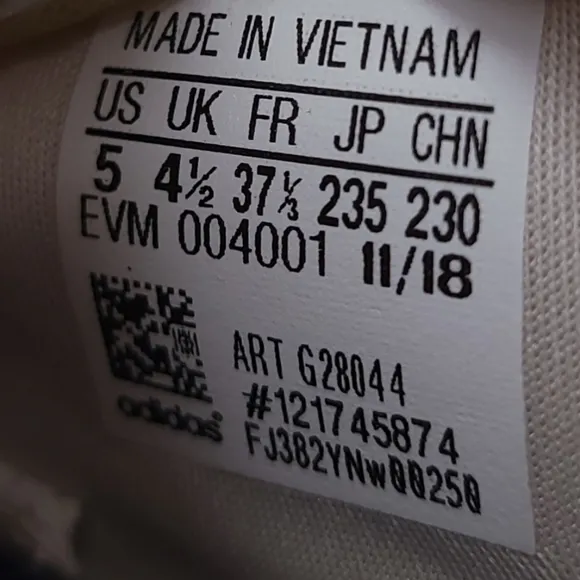 MADE IN VIETNAM
US UK FR JP CHN
5 4½ 37⅓ 235 230
EVM 004001 11/18
ART G28044
#121745874
adidas
FJ382YNW00250